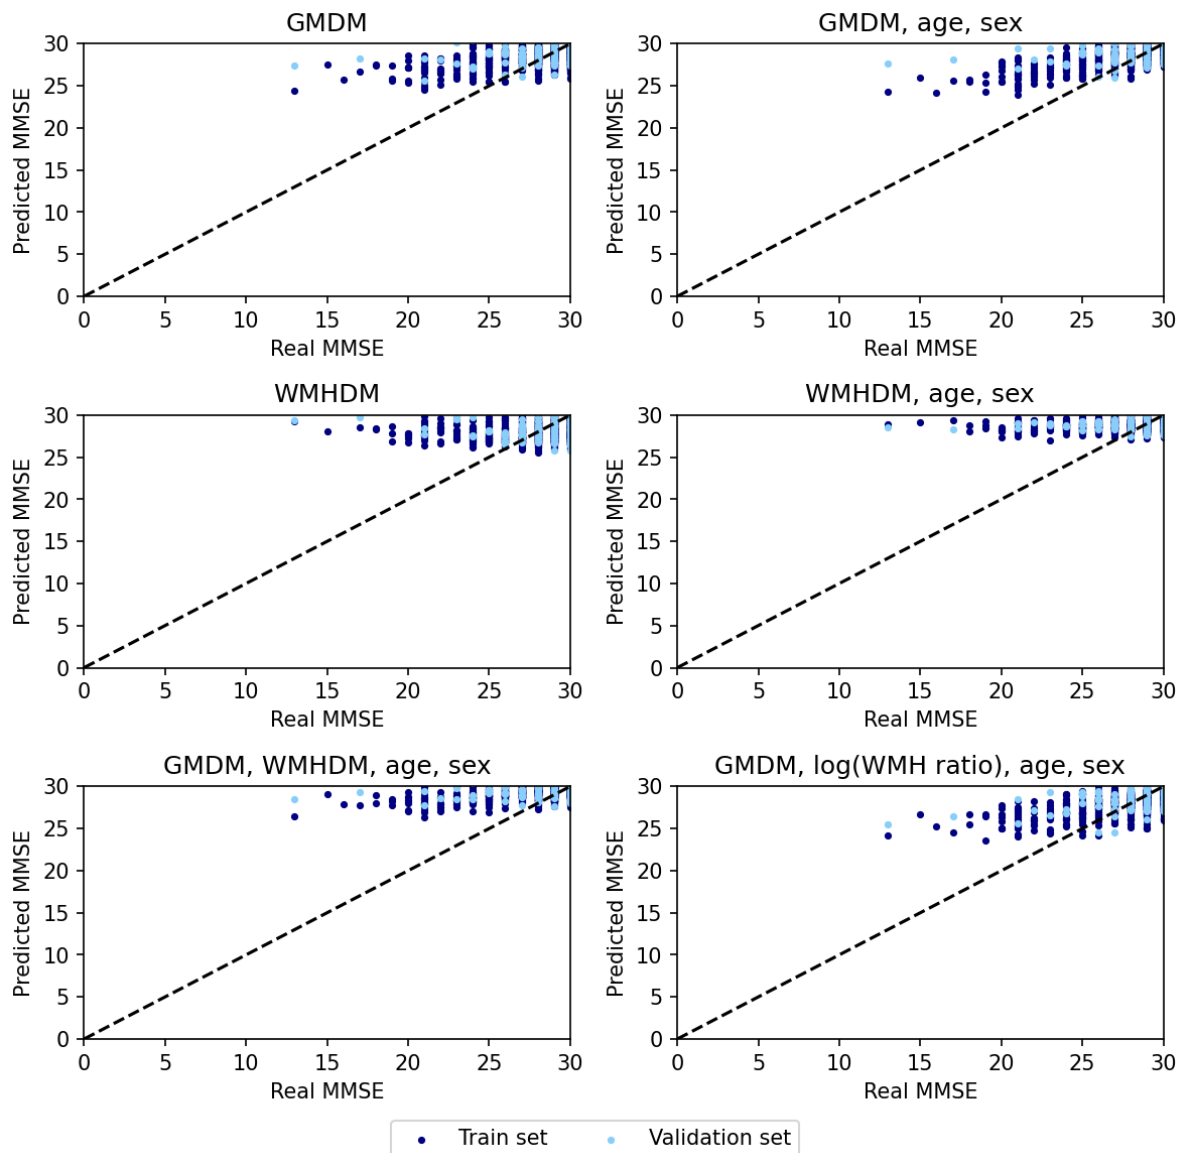 GMDM
30
25
20
15
10
5
0
Predicted MMSE
0 5 10 15 20 25 30
Real MMSE
GMDM, age, sex
30
25
20
15
10
5
0
Predicted MMSE
0 5 10 15 20 25 30
Real MMSE
WMHDM
30
25
20
15
10
5
0
Predicted MMSE
0 5 10 15 20 25 30
Real MMSE
WMHDM, age, sex
30
25
20
15
10
5
0
Predicted MMSE
0 5 10 15 20 25 30
Real MMSE
GMDM, WMHDM, age, sex
30
25
20
15
10
5
0
Predicted MMSE
0 5 10 15 20 25 30
Real MMSE
GMDM, log(WMH ratio), age, sex
30
25
20
15
10
5
0
Predicted MMSE
0 5 10 15 20 25 30
Real MMSE
Train set Validation set